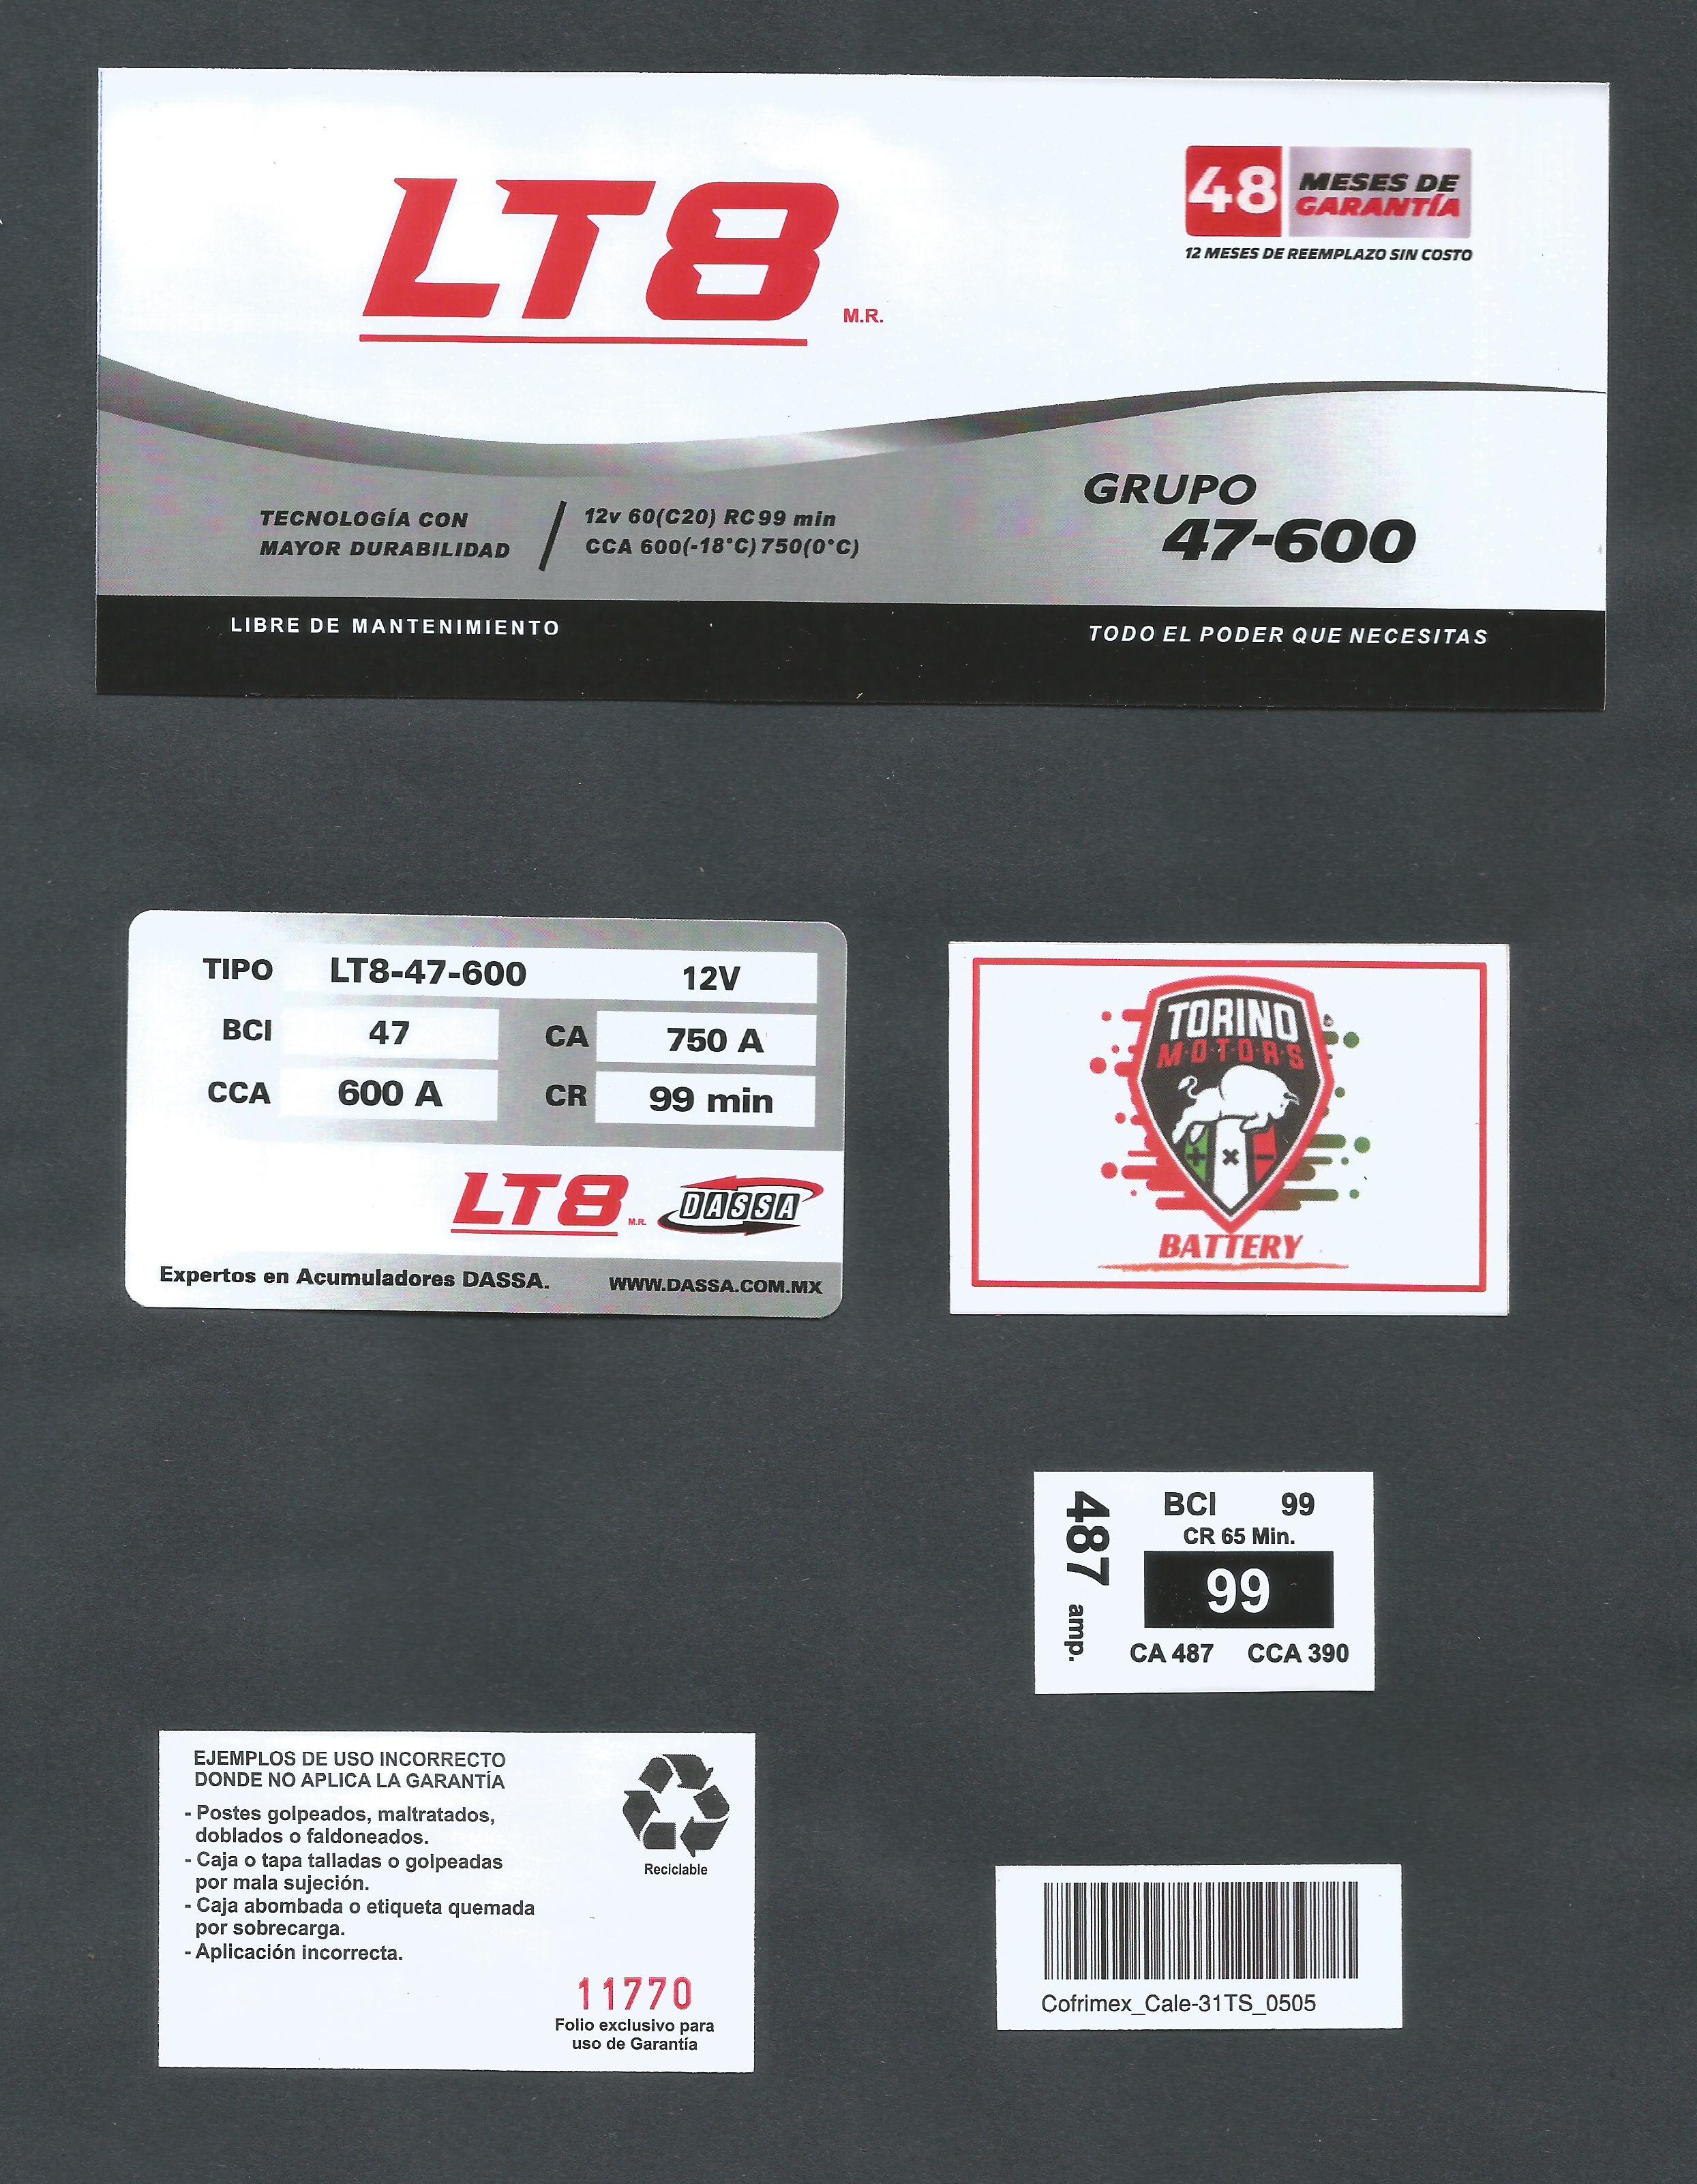 LT8
M.R.
48 MESES DE
GARANTÍA
12 MESES DE REEMPLAZO SIN COSTO
TECNOLOGÍA CON
MAYOR DURABILIDAD
12v 60(C20) RC99 min
CCA 600(-18°C)750(0°C)
GRUPO
47-600
LIBRE DE MANTENIMIENTO
TODO EL PODER QUE NECESITAS
TIPO LT8-47-600 12V
BCI 47 CA 750 A
CCA 600 A CR 99 min
LT8 M.R. DASSA
Expertos en Acumuladores DASSA. WWW.DASSA.COM.MX
TORINO
M·O·T·O·R·S
+ x -
BATTERY
487 amp.
BCI 99
CR 65 Min.
99
CA 487 CCA 390
EJEMPLOS DE USO INCORRECTO
DONDE NO APLICA LA GARANTÍA
- Postes golpeados, maltratados,
doblados o faldoneados.
- Caja o tapa talladas o golpeadas
por mala sujeción.
- Caja abombada o etiqueta quemada
por sobrecarga.
- Aplicación incorrecta.
Reciclable
11770
Folio exclusivo para
uso de Garantía
Cofrimex_Cale-31TS_0505